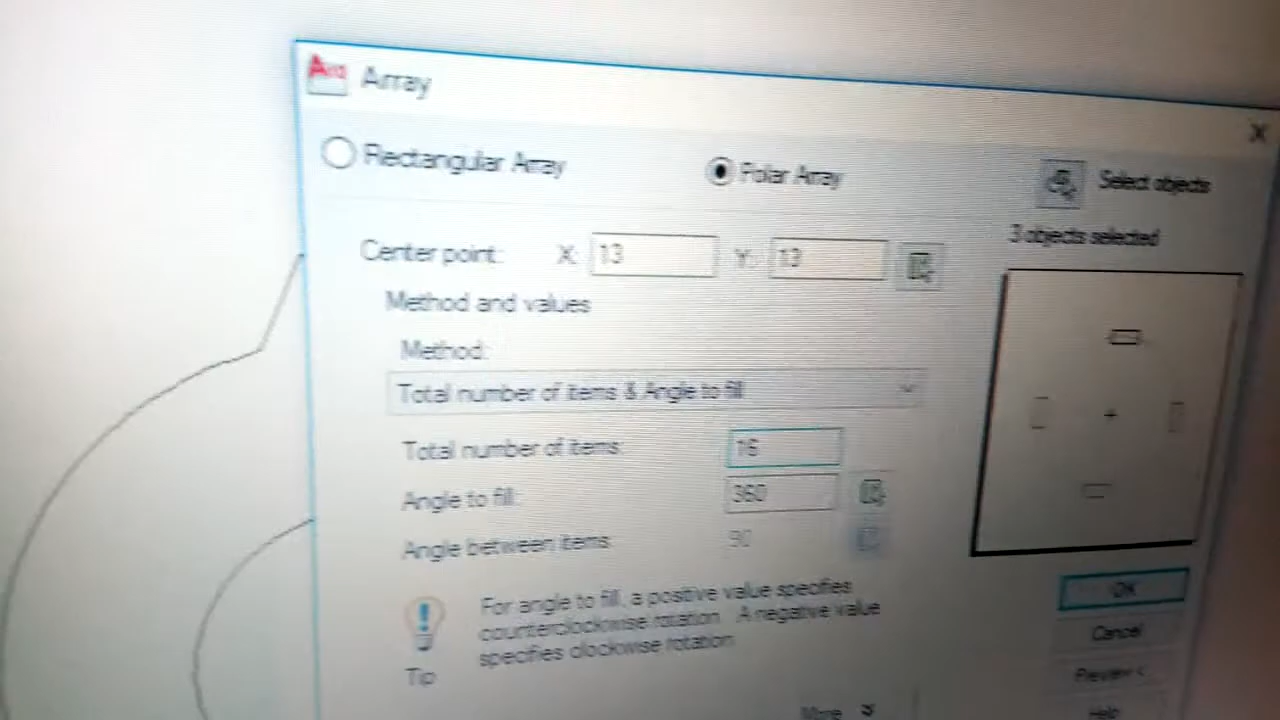 Array
Rectangular Array
Polar Array
Select objects
3 objects selected
Center point:
X:
13
Y:
13
Method and values
Method:
Total number of items & Angle to fill
Total number of items:
16
Angle to fill:
360
Angle between items:
90
For angle to fill, a positive value specifies
counterclockwise rotation. A negative value
specifies clockwise rotation
Tip
OK
Cancel
Preview <
Help
More